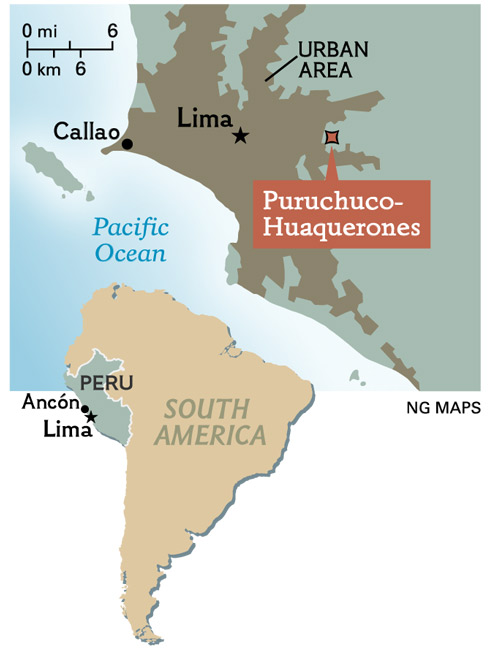 0 mi 6
0 km 6
URBAN
AREA
Lima
Callao
Puruchuco-
Huaquerones
Pacific
Ocean
PERU
Ancón
Lima
SOUTH
AMERICA
NG MAPS